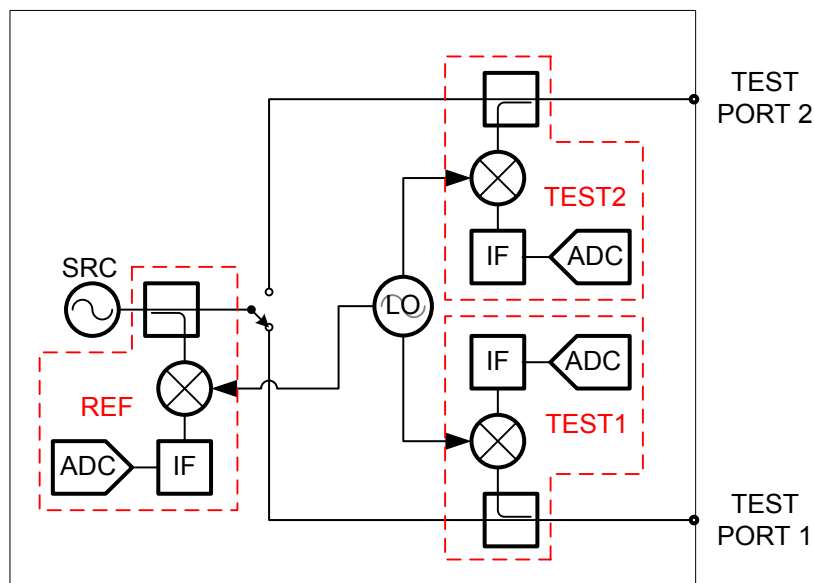 TEST
PORT 2
TEST2
IF
ADC
SRC
LO
IF
ADC
REF
TEST1
ADC
IF
TEST
PORT 1